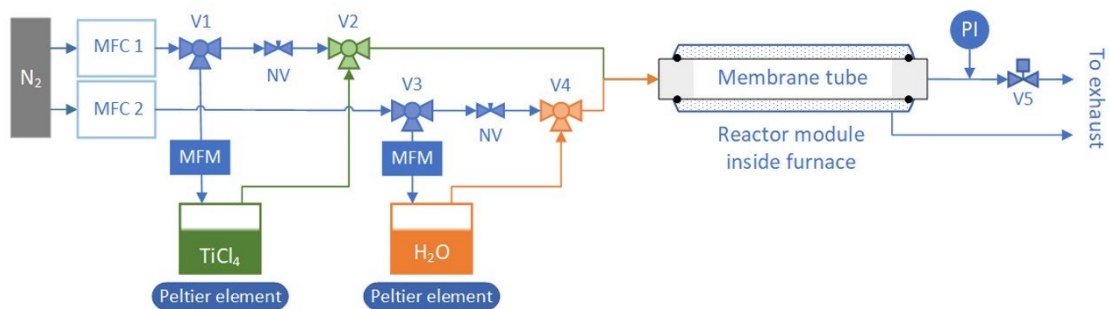 N₂
MFC 1
MFC 2
V1
NV
V2
V3
NV
V4
MFM
MFM
TiCl₄
H₂O
Peltier element
Peltier element
Membrane tube
Reactor module
inside furnace
PI
V5
To exhaust